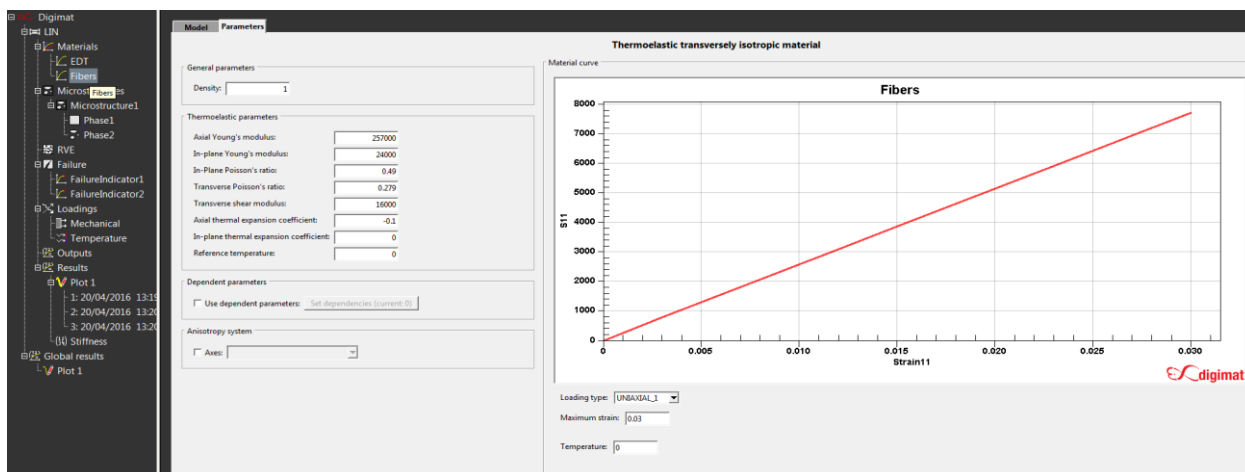 Digimat
LIN
Materials
EDT
Fibers
Fibers
Microstructure1
Phase1
Phase2
RVE
Failure
FailureIndicator1
FailureIndicator2
Loadings
Mechanical
Temperature
Outputs
Results
Plot 1
1: 20/04/2016 13:19
2: 20/04/2016 13:20
3: 20/04/2016 13:20
Stiffness
Global results
Plot 1
Model Parameters
Thermoelastic transversely isotropic material
General parameters
Density: 1
Thermoelastic parameters
Axial Young's modulus: 257000
In-plane Young's modulus: 24000
In-Plane Poisson's ratio: 0.49
Transverse Poisson's ratio: 0.279
Transverse shear modulus: 16000
Axial thermal expansion coefficient: -0.1
In-plane thermal expansion coefficient: 0
Reference temperature: 0
Dependent parameters
Use dependent parameters: Set dependencies (current: 0)
Anisotropy system
Axes:
Material curve
Fibers
8000
7000
6000
5000
4000
3000
2000
1000
0
S11
0 0.005 0.010 0.015 0.020 0.025 0.030
Strain11
digimat
Loading type: UNIAXIAL_1
Maximum strain: 0.03
Temperature: 0